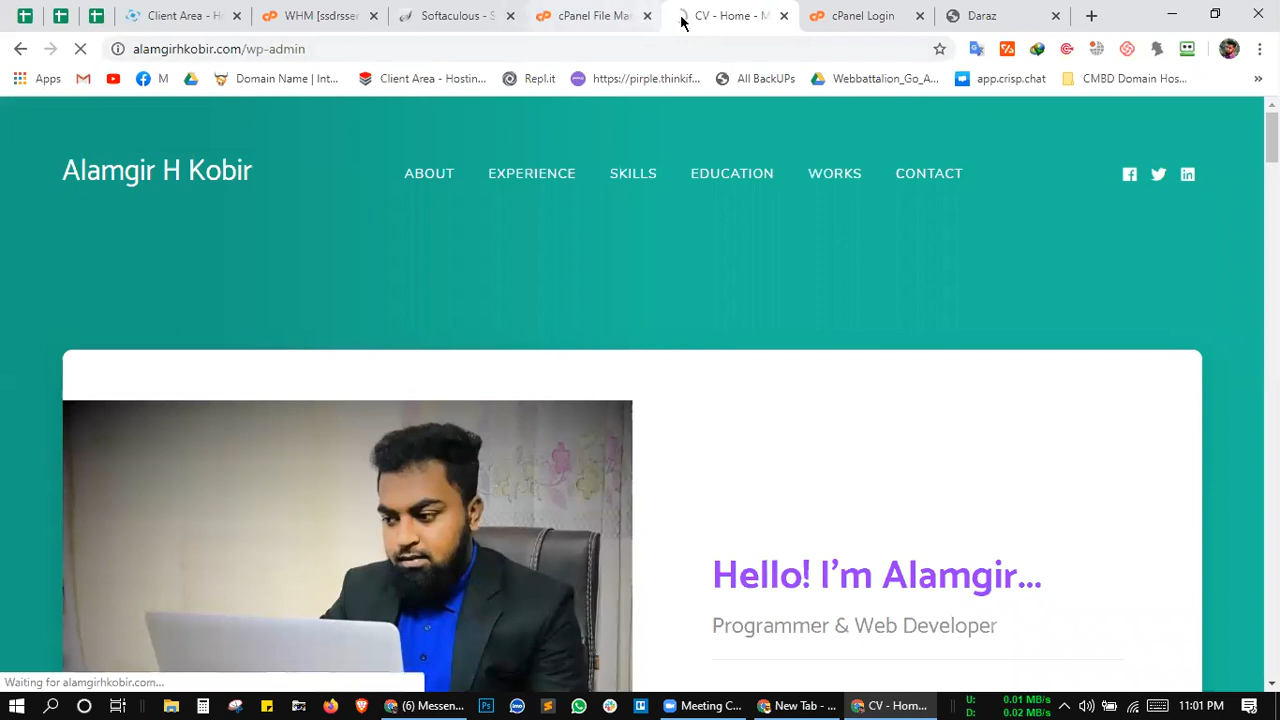 Client Area - H
WHM [ssdrsser
Softaculous - S
cPanel File Man
CV - Home - M
cPanel Login
Daraz
alamgirhkobir.com/wp-admin
Apps
M
Domain Name | Int...
Client Area - Hostin...
Repl.it
https://pirple.thinkif...
All BackUPs
Webbattalion_Go_A...
app.crisp.chat
CMBD Domain Hos...
Alamgir H Kobir
ABOUT
EXPERIENCE
SKILLS
EDUCATION
WORKS
CONTACT
Hello! I'm Alamgir...
Programmer & Web Developer
Waiting for alamgirhkobir.com...
(6) Messen...
Meeting C...
New Tab - ...
CV - Hom...
U: 0.01 MB/s
D: 0.02 MB/s
11:01 PM